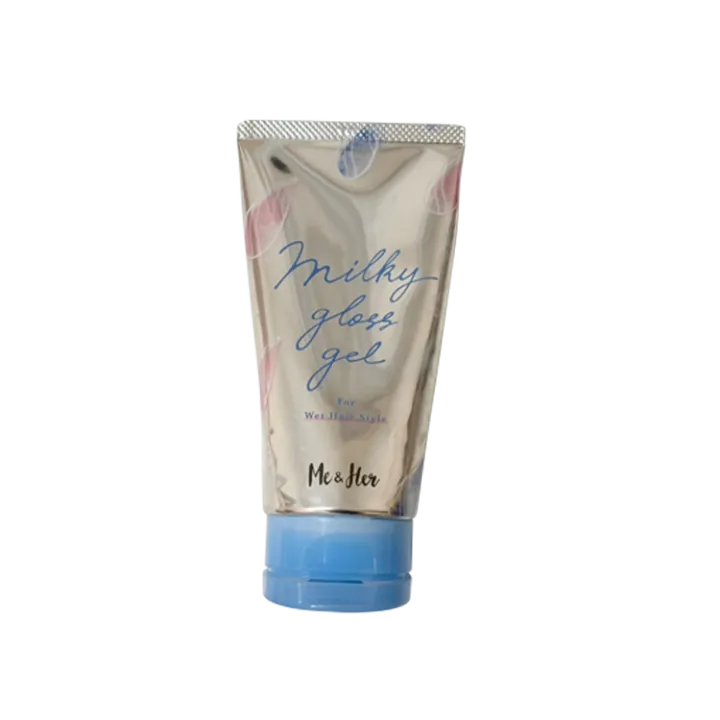 Milky
gloss
gel
For
Wet Hair Style
Me & Her